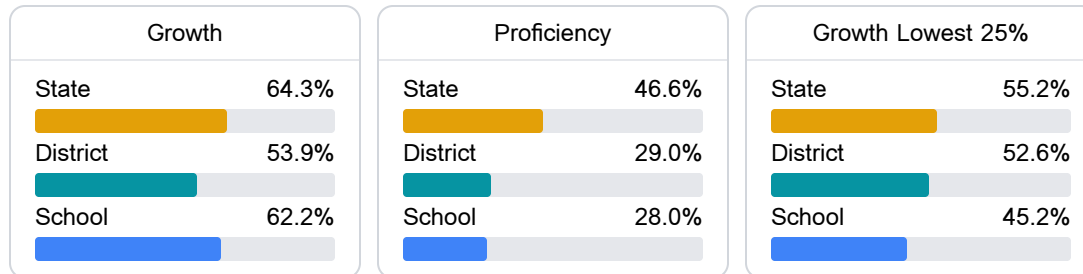 Growth
State 64.3%
District 53.9%
School 62.2%
Proficiency
State 46.6%
District 29.0%
School 28.0%
Growth Lowest 25%
State 55.2%
District 52.6%
School 45.2%